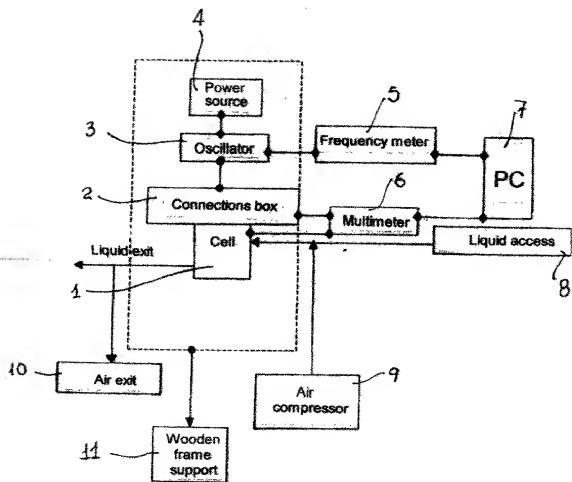 4
Power
source
5
3
Oscillator
Frequency meter
7
PC
2
Connections box
6
Multimeter
Cell
Liquid access
Liquid exit
1
8
10
Air exit
9
Air
compressor
11
Wooden
frame
support